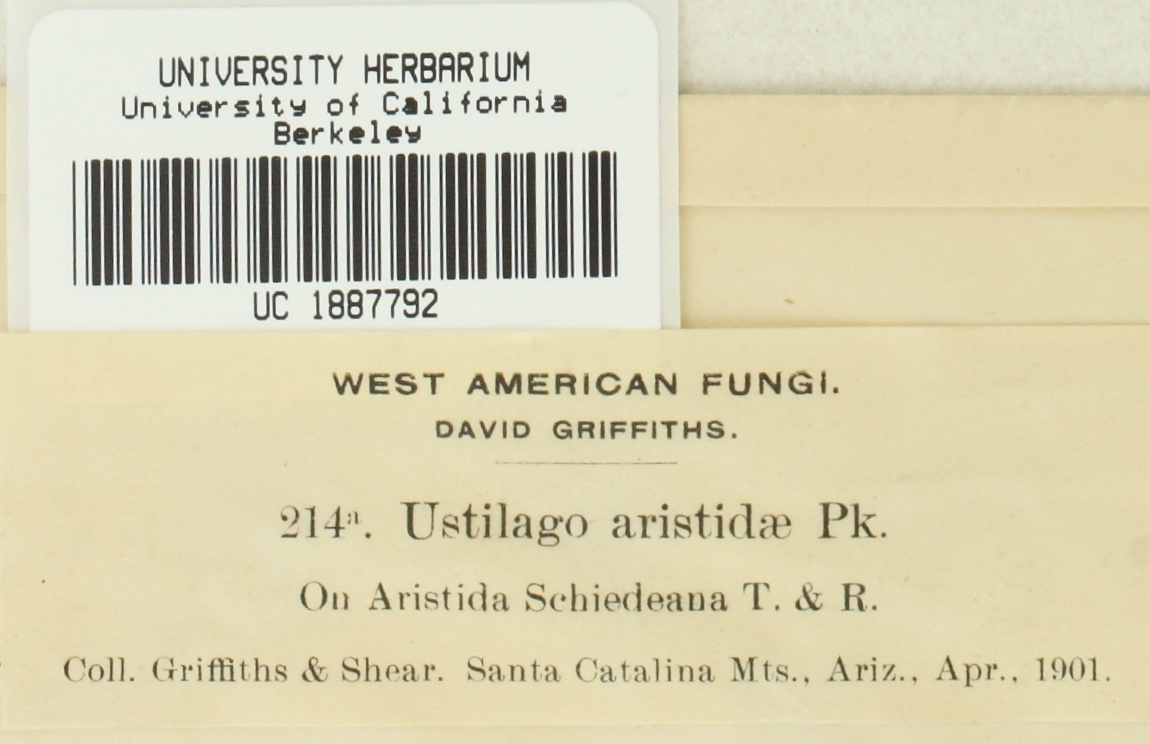 UNIVERSITY HERBARIUM
University of California
Berkeley
UC 1887792
WEST AMERICAN FUNGI.
DAVID GRIFFITHS.
214ª. Ustilago aristidæ Pk.
On Aristida Schiedeana T. & R.
Coll. Griffiths & Shear. Santa Catalina Mts., Ariz., Apr., 1901.